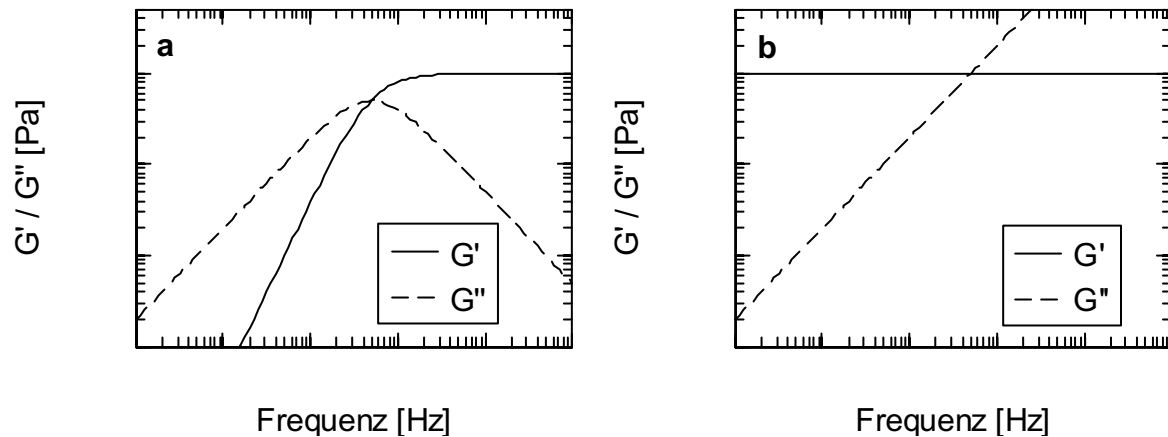 a
G' / G" [Pa]
G'
G"
Frequenz [Hz]
b
G' / G" [Pa]
G'
G"
Frequenz [Hz]